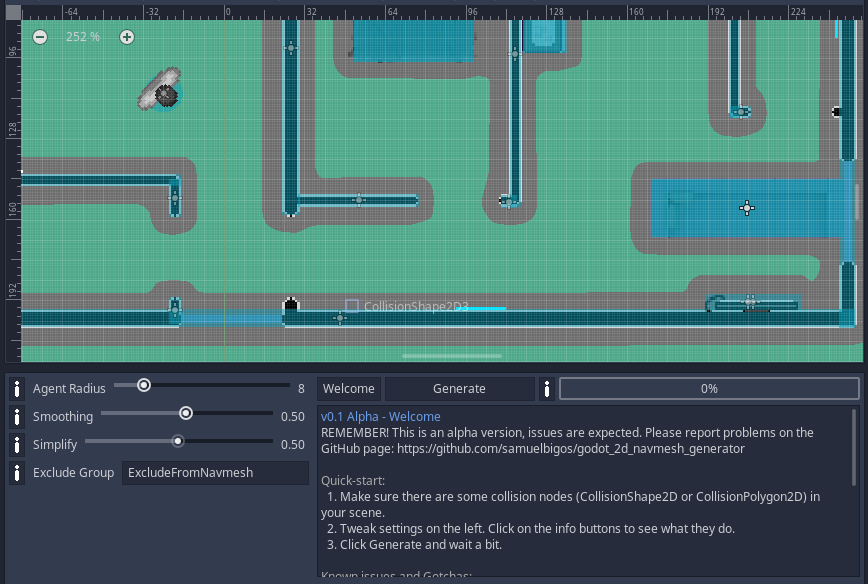 -64 -32 0 32 64 96 128 160 192 224
252 %
96
128
160
192
CollisionShape2D3
Agent Radius 8 Welcome Generate 0%
Smoothing 0.50
Simplify 0.50
Exclude Group ExcludeFromNavmesh
v0.1 Alpha - Welcome
REMEMBER! This is an alpha version, issues are expected. Please report problems on the
GitHub page: https://github.com/samuelbigos/godot_2d_navmesh_generator
Quick-start:
1. Make sure there are some collision nodes (CollisionShape2D or CollisionPolygon2D) in
your scene.
2. Tweak settings on the left. Click on the info buttons to see what they do.
3. Click Generate and wait a bit.
Known issues and Gotchas: